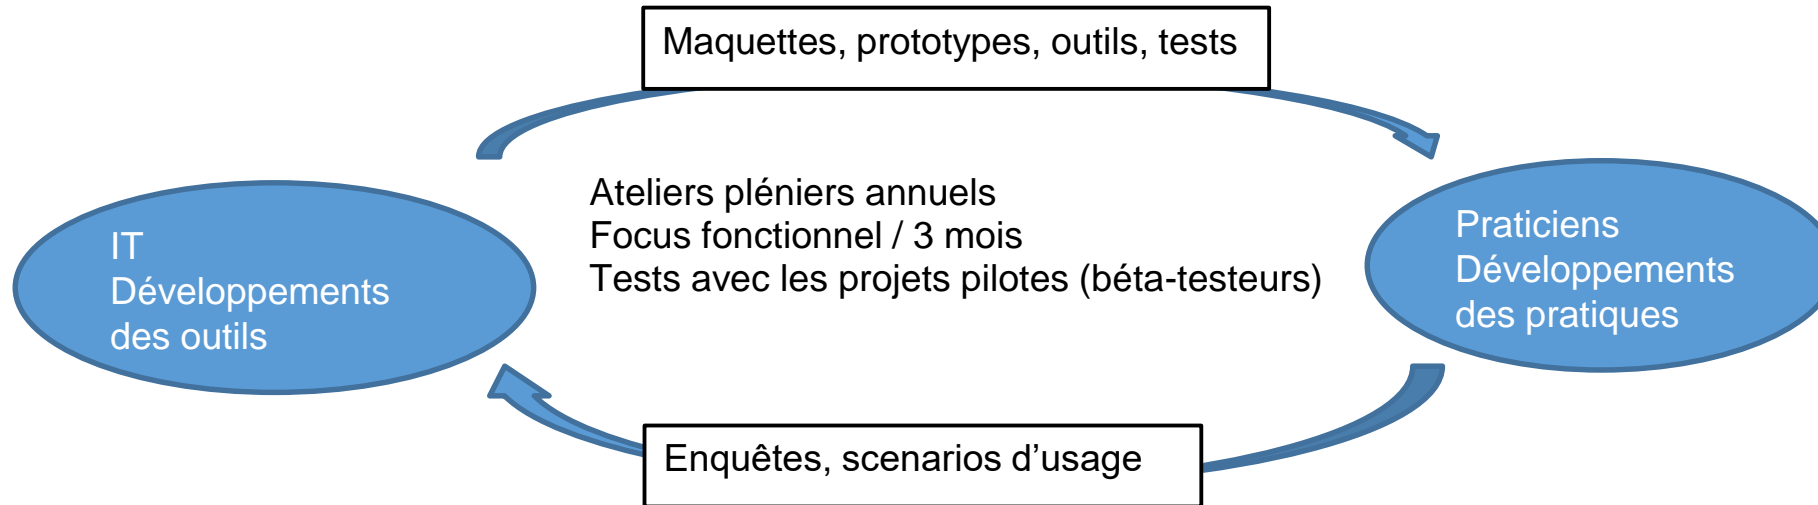 Maquettes, prototypes, outils, tests
Ateliers pléniers annuels
Focus fonctionnel / 3 mois
Tests avec les projets pilotes (béta-testeurs)
IT
Développements
des outils
Praticiens
Développements
des pratiques
Enquêtes, scenarios d’usage